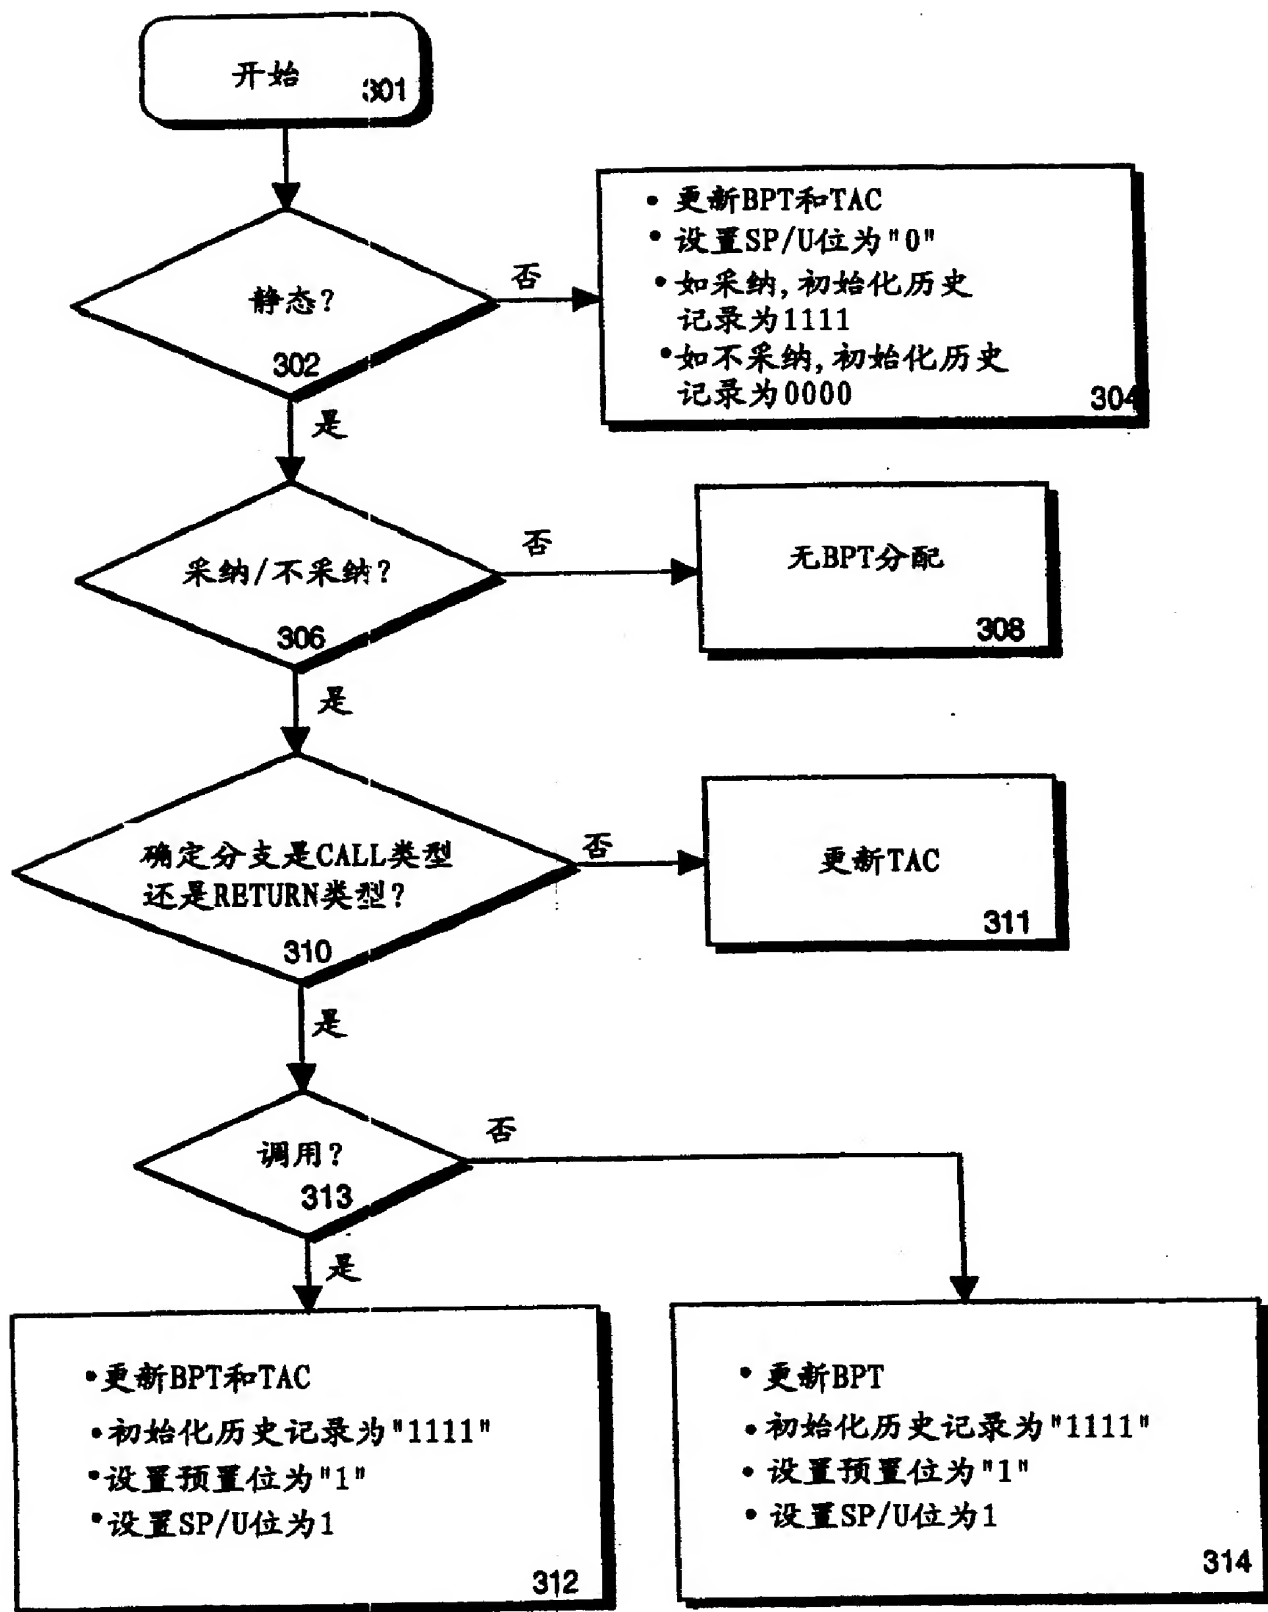 开始
301
静态?
302
否
• 更新BPT和TAC
• 设置SP/U位为"0"
• 如采纳,初始化历史
记录为1111
• 如不采纳,初始化历史
记录为0000
304
是
采纳/不采纳?
306
否
无BPT分配
308
是
确定分支是CALL类型
还是RETURN类型?
310
否
更新TAC
311
是
调用?
313
否
是
• 更新BPT和TAC
• 初始化历史记录为"1111"
• 设置预置位为"1"
• 设置SP/U位为1
312
• 更新BPT
• 初始化历史记录为"1111"
• 设置预置位为"1"
• 设置SP/U位为1
314